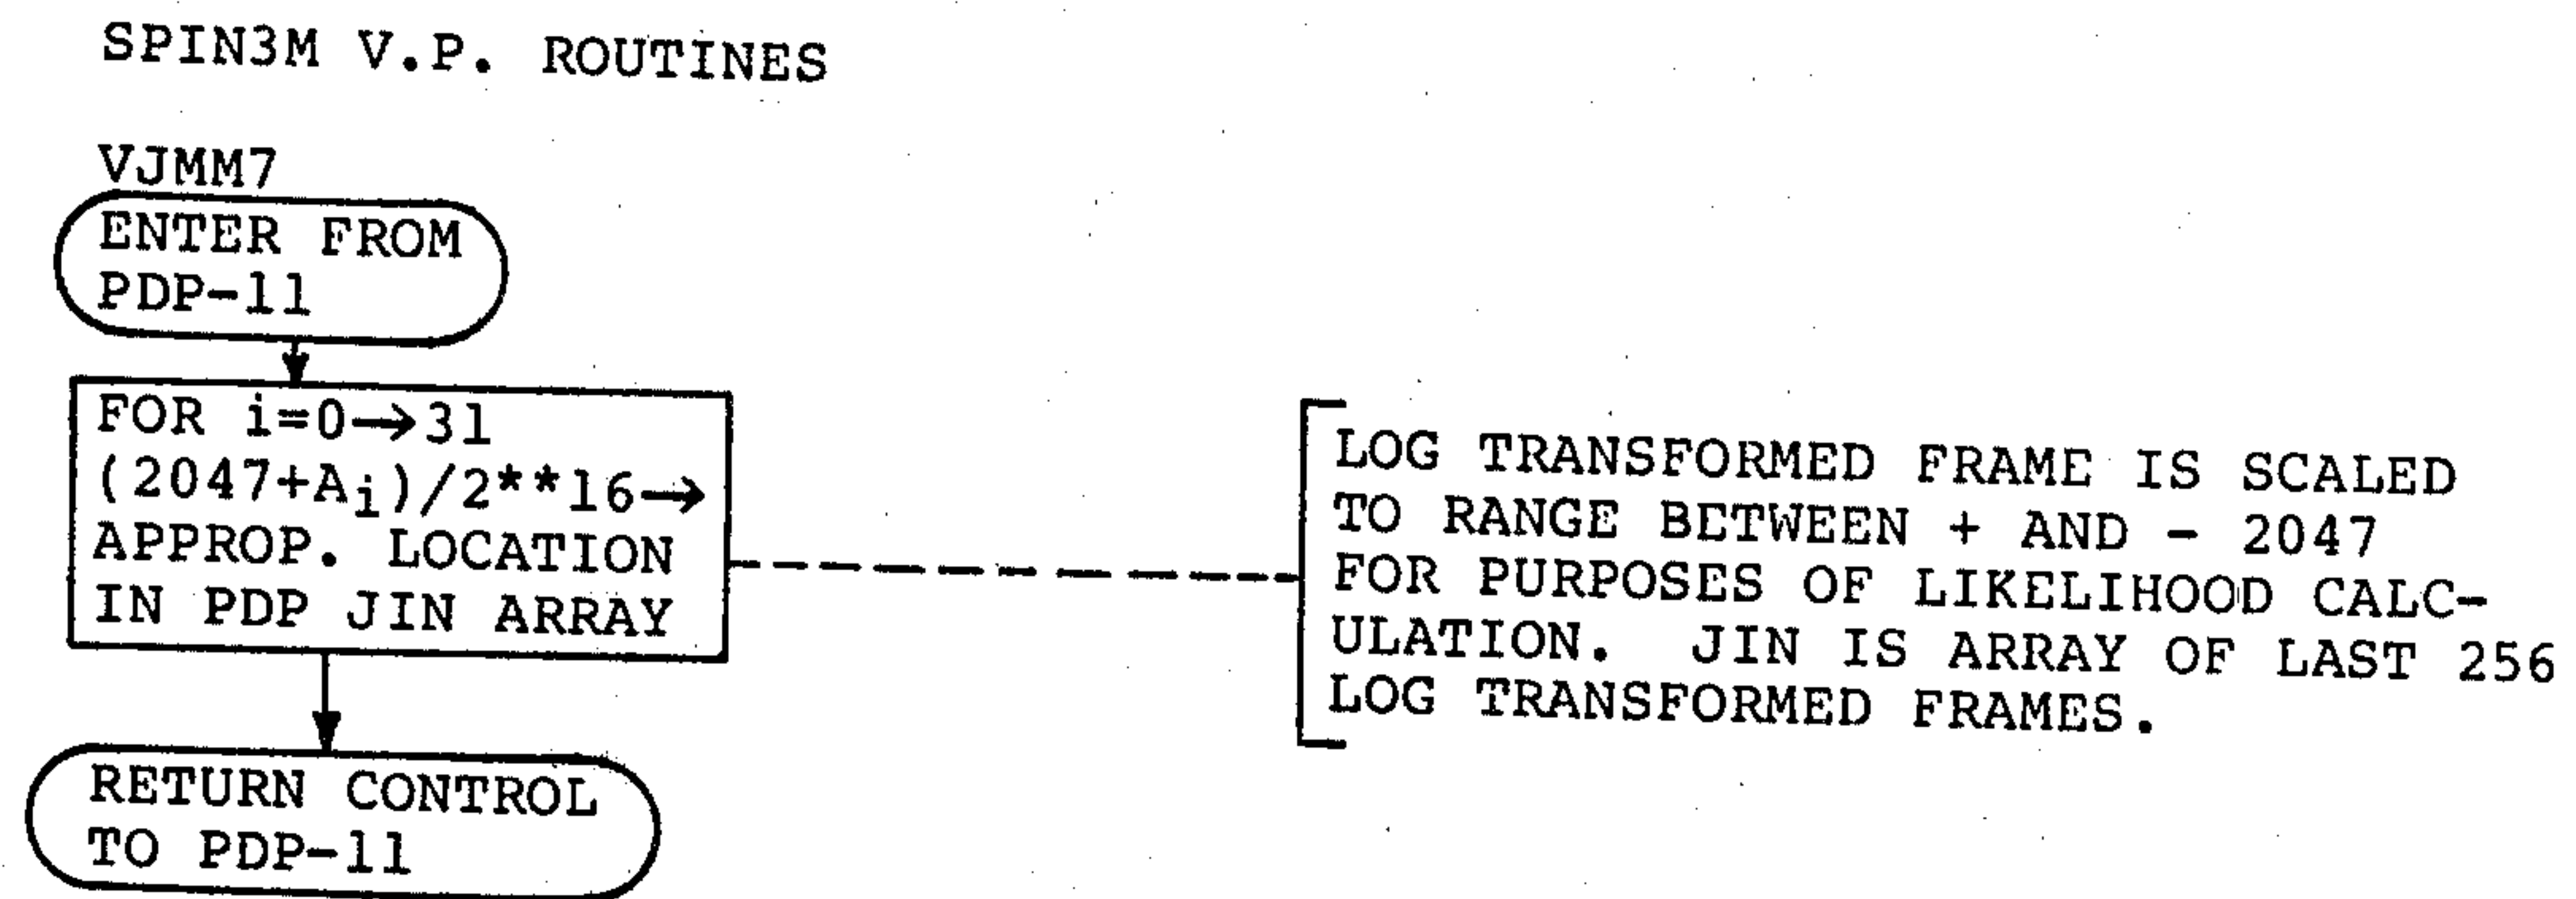 SPIN3M V.P. ROUTINES
VJMM7
ENTER FROM
PDP-11
FOR i=0→31
(2047+Ai)/2**16→
APPROP. LOCATION
IN PDP JIN ARRAY
LOG TRANSFORMED FRAME IS SCALED
TO RANGE BETWEEN + AND - 2047
FOR PURPOSES OF LIKELIHOOD CALC-
ULATION. JIN IS ARRAY OF LAST 256
LOG TRANSFORMED FRAMES.
RETURN CONTROL
TO PDP-11